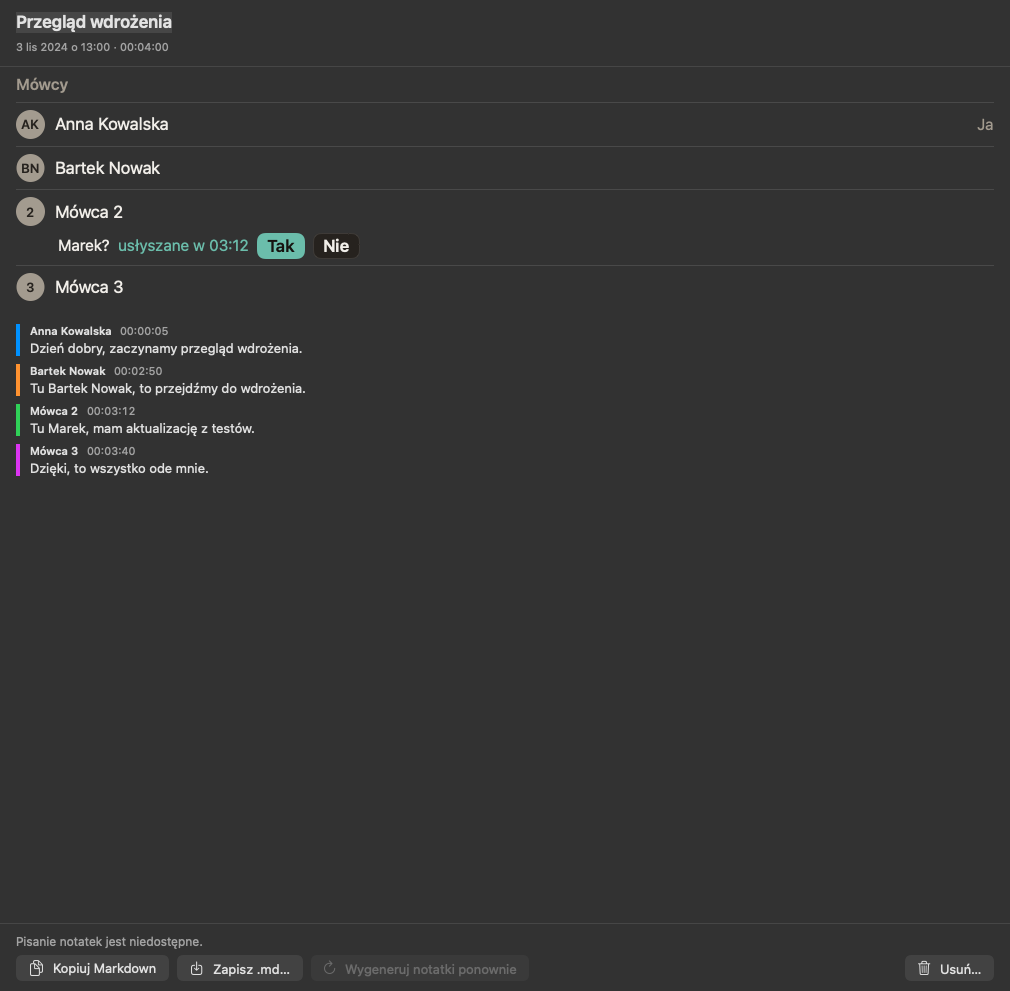 Przegląd wdrożenia
3 lis 2024 o 13:00 · 00:04:00
Mówcy
AK Anna Kowalska Ja
BN Bartek Nowak
2 Mówca 2
Marek? usłyszane w 03:12 Tak Nie
3 Mówca 3
Anna Kowalska 00:00:05
Dzień dobry, zaczynamy przegląd wdrożenia.
Bartek Nowak 00:02:50
Tu Bartek Nowak, to przejdźmy do wdrożenia.
Mówca 2 00:03:12
Tu Marek, mam aktualizację z testów.
Mówca 3 00:03:40
Dzięki, to wszystko ode mnie.
Pisanie notatek jest niedostępne.
Kopiuj Markdown Zapisz .md... Wygeneruj notatki ponownie Usuń...